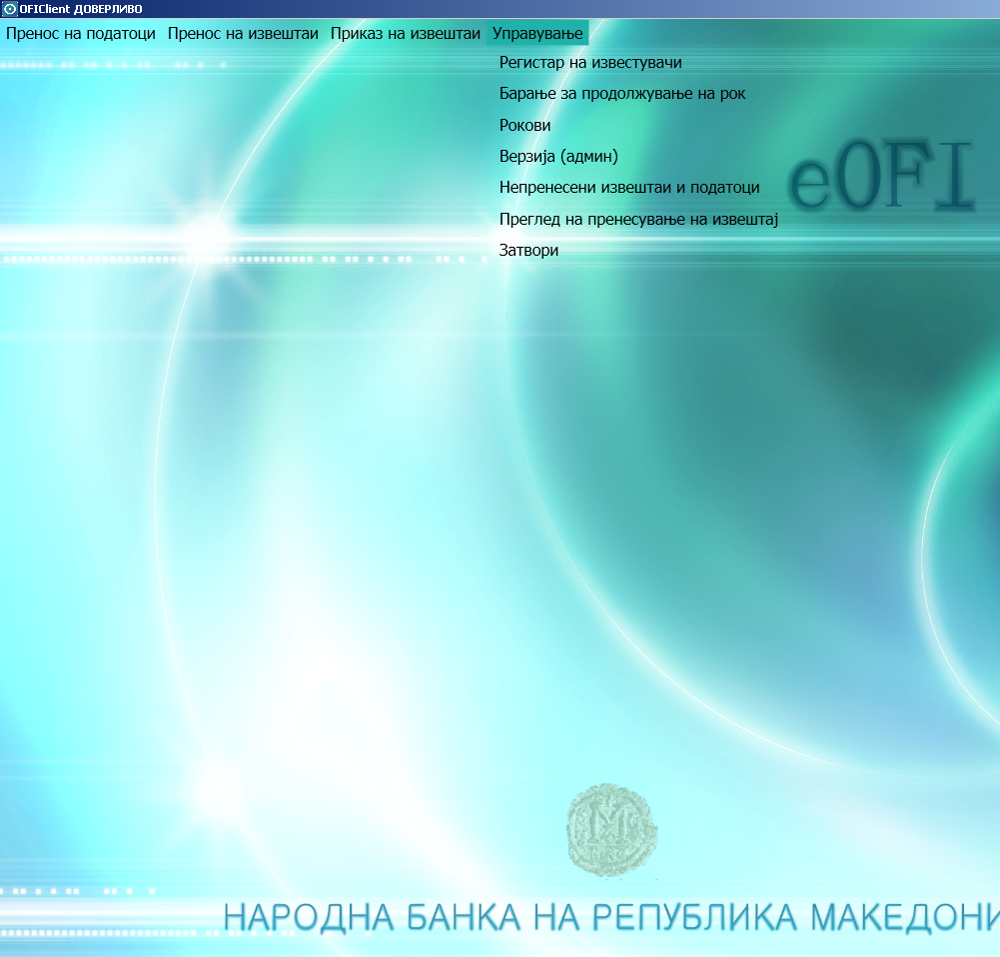 OFIClient ДОВЕРЛИВО
Пренос на податоци Пренос на извештаи Приказ на извештаи Управување
Регистар на известувачи
Барање за продолжување на рок
Рокови
Верзија (админ)
Непренесени извештаи и податоци
Преглед на пренесување на извештај
Затвори
eOFI
НАРОДНА БАНКА НА РЕПУБЛИКА МАКЕДОНИ